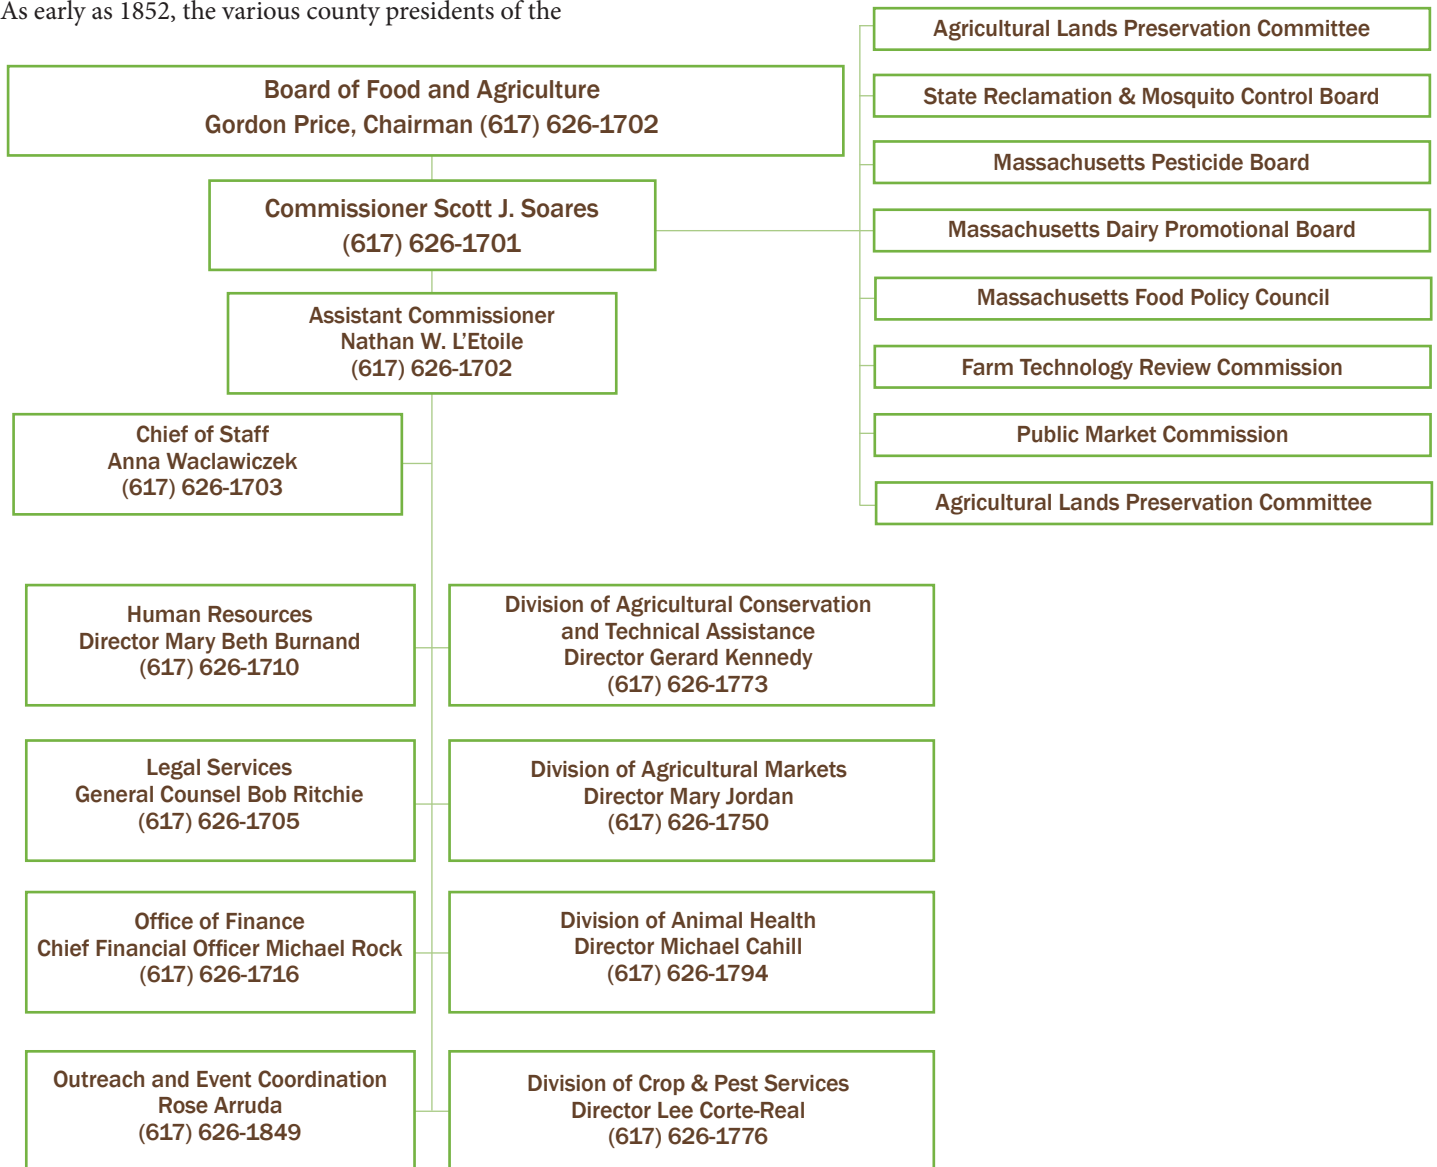 As early as 1852, the various county presidents of the
Board of Food and Agriculture
Gordon Price, Chairman (617) 626-1702
Commissioner Scott J. Soares
(617) 626-1701
Assistant Commissioner
Nathan W. L’Etoile
(617) 626-1702
Chief of Staff
Anna Waclawiczek
(617) 626-1703
Agricultural Lands Preservation Committee
State Reclamation & Mosquito Control Board
Massachusetts Pesticide Board
Massachusetts Dairy Promotional Board
Massachusetts Food Policy Council
Farm Technology Review Commission
Public Market Commission
Agricultural Lands Preservation Committee
Human Resources
Director Mary Beth Burnand
(617) 626-1710
Division of Agricultural Conservation
and Technical Assistance
Director Gerard Kennedy
(617) 626-1773
Legal Services
General Counsel Bob Ritchie
(617) 626-1705
Division of Agricultural Markets
Director Mary Jordan
(617) 626-1750
Office of Finance
Chief Financial Officer Michael Rock
(617) 626-1716
Division of Animal Health
Director Michael Cahill
(617) 626-1794
Outreach and Event Coordination
Rose Arruda
(617) 626-1849
Division of Crop & Pest Services
Director Lee Corte-Real
(617) 626-1776